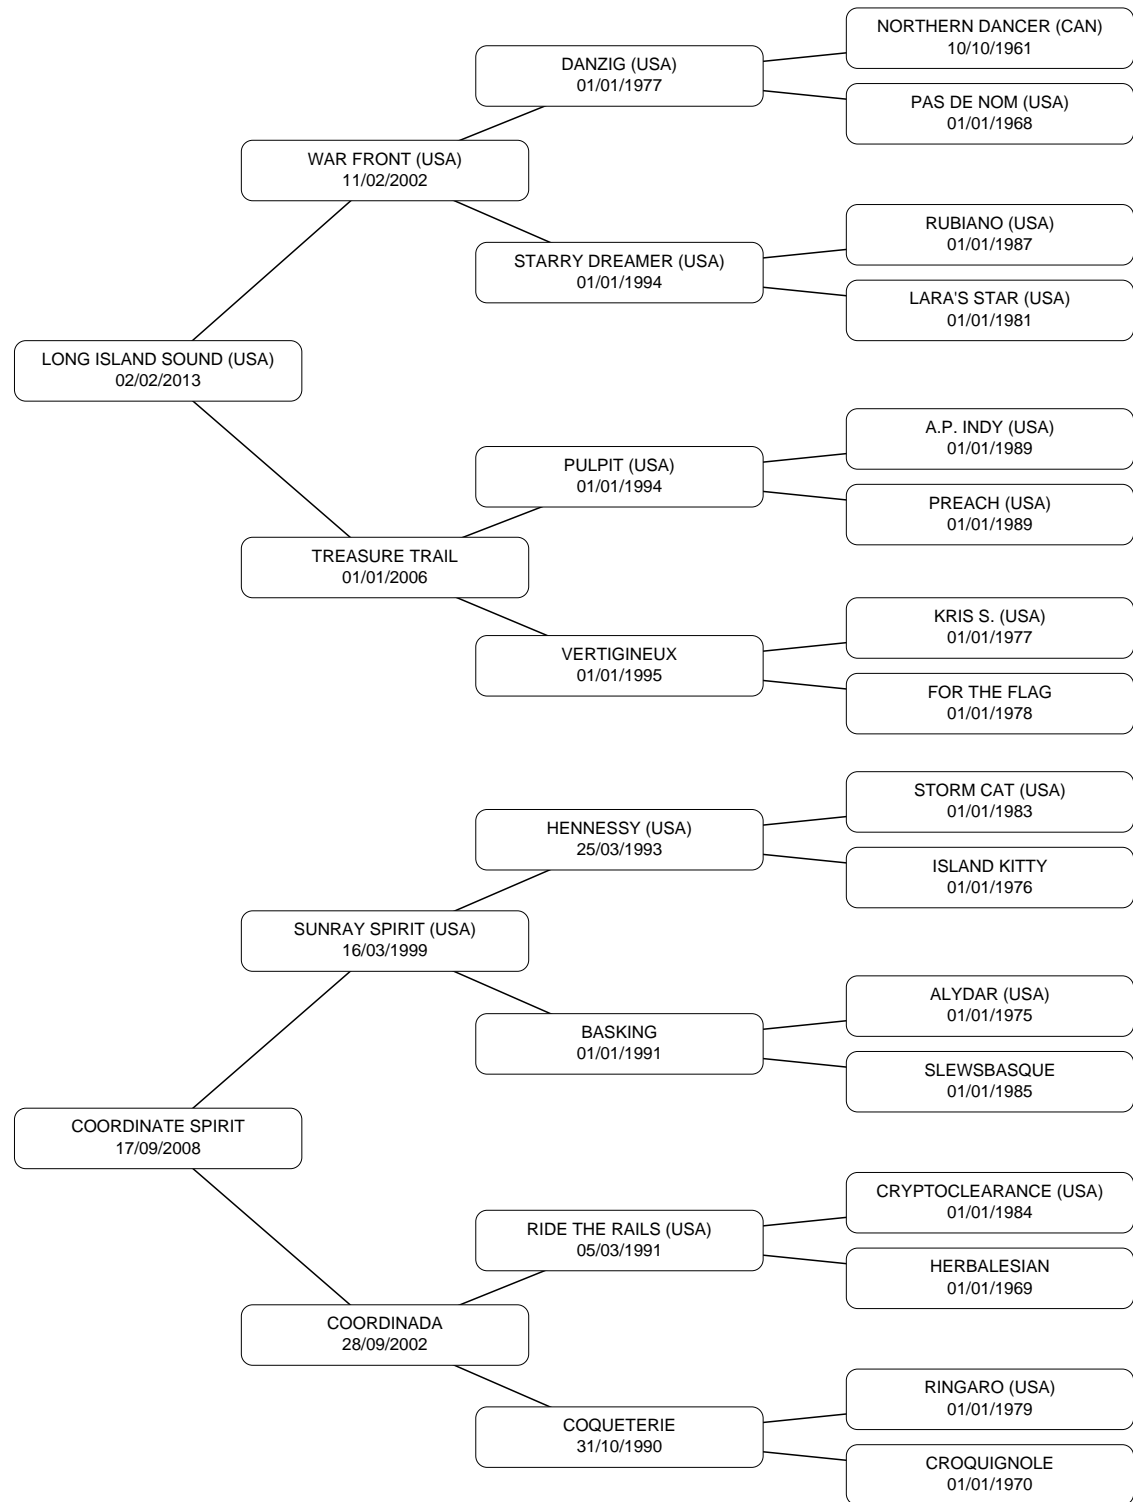 NORTHERN DANCER (CAN)
10/10/1961
DANZIG (USA)
01/01/1977
PAS DE NOM (USA)
01/01/1968
WAR FRONT (USA)
11/02/2002
RUBIANO (USA)
01/01/1987
STARRY DREAMER (USA)
01/01/1994
LARA'S STAR (USA)
01/01/1981
LONG ISLAND SOUND (USA)
02/02/2013
A.P. INDY (USA)
01/01/1989
PULPIT (USA)
01/01/1994
PREACH (USA)
01/01/1989
TREASURE TRAIL
01/01/2006
KRIS S. (USA)
01/01/1977
VERTIGINEUX
01/01/1995
FOR THE FLAG
01/01/1978
STORM CAT (USA)
01/01/1983
HENNESSY (USA)
25/03/1993
ISLAND KITTY
01/01/1976
SUNRAY SPIRIT (USA)
16/03/1999
ALYDAR (USA)
01/01/1975
BASKING
01/01/1991
SLEWSBASQUE
01/01/1985
COORDINATE SPIRIT
17/09/2008
CRYPTOCLEARANCE (USA)
01/01/1984
RIDE THE RAILS (USA)
05/03/1991
HERBALESIAN
01/01/1969
COORDINADA
28/09/2002
RINGARO (USA)
01/01/1979
COQUETERIE
31/10/1990
CROQUIGNOLE
01/01/1970